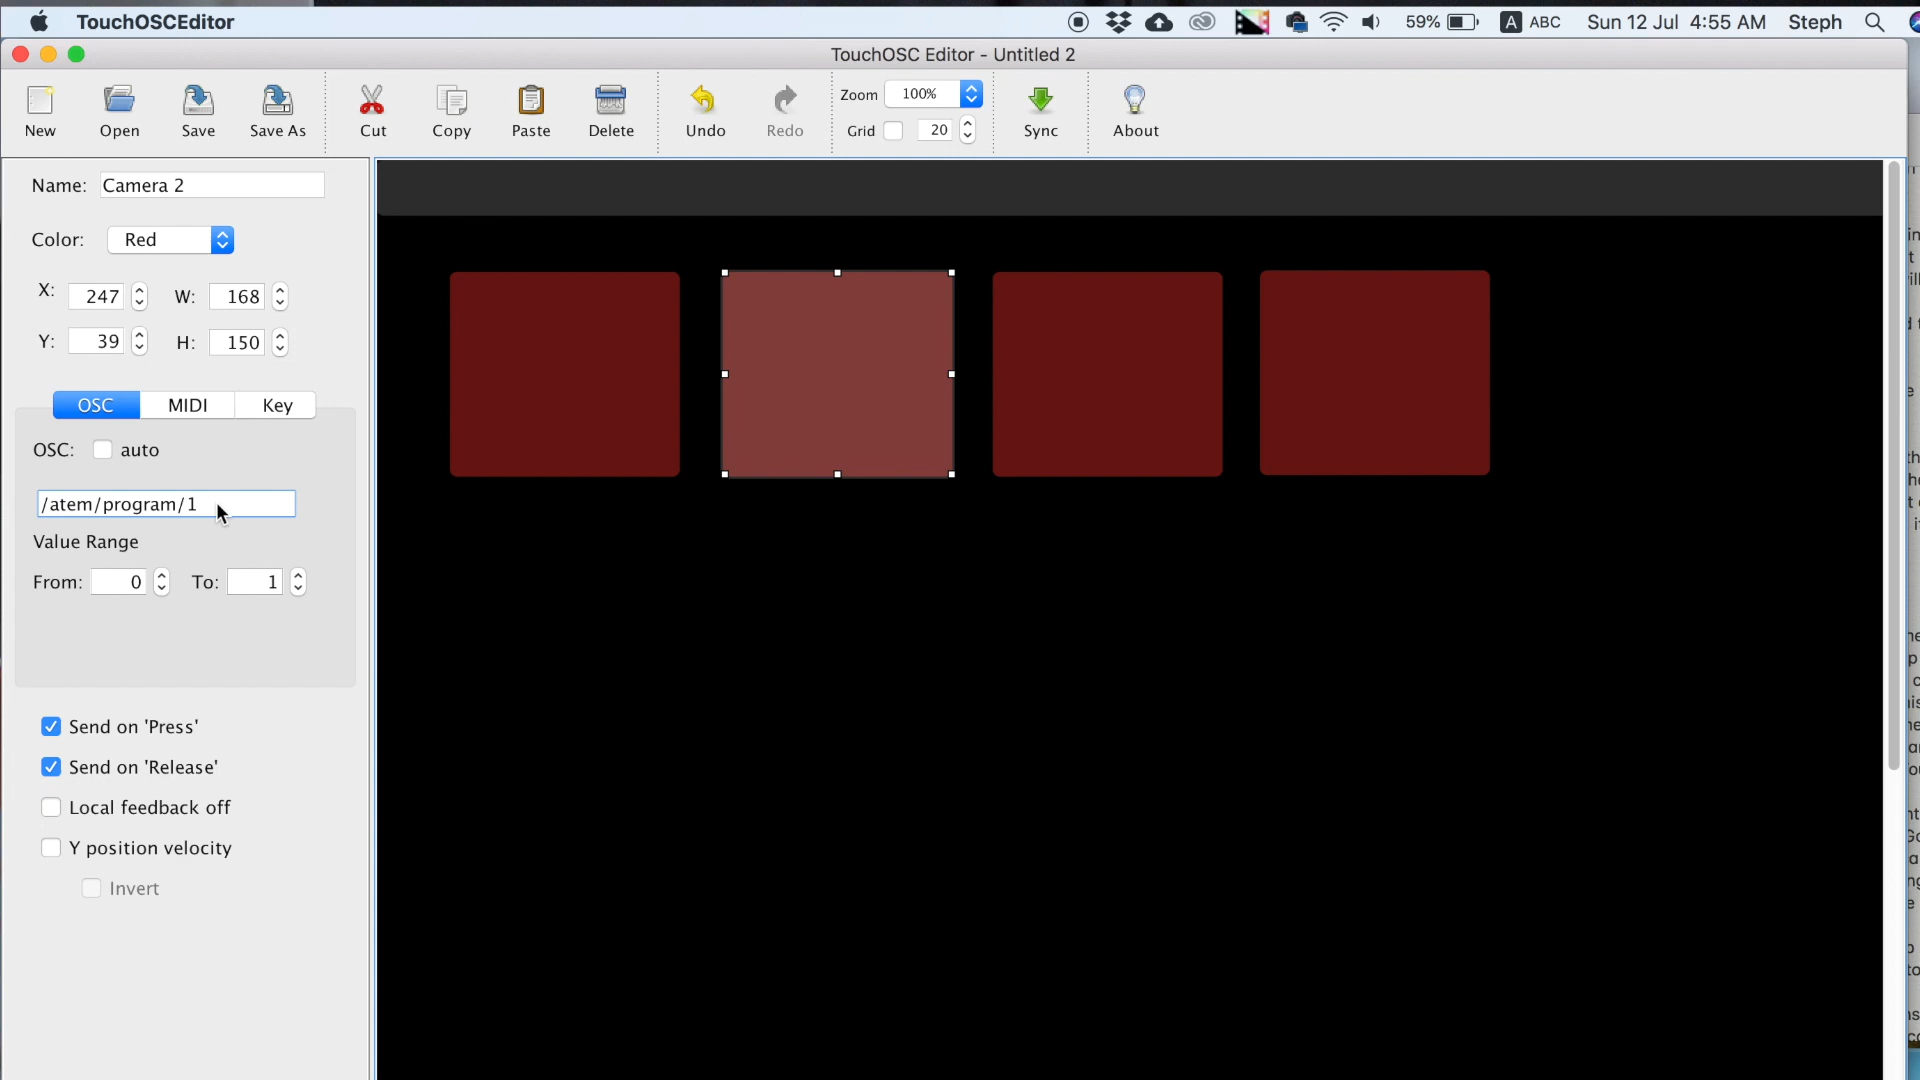 TouchOSCEditor 59% A ABC Sun 12 Jul 4:55 AM Steph
TouchOSC Editor - Untitled 2
New Open Save Save As Cut Copy Paste Delete Undo Redo Zoom 100% Grid 20 Sync About
Name: Camera 2
Color: Red
X: 247 W: 168
Y: 39 H: 150
OSC MIDI Key
OSC: auto
/atem/program/1
Value Range
From: 0 To: 1
Send on 'Press'
Send on 'Release'
Local feedback off
Y position velocity
Invert